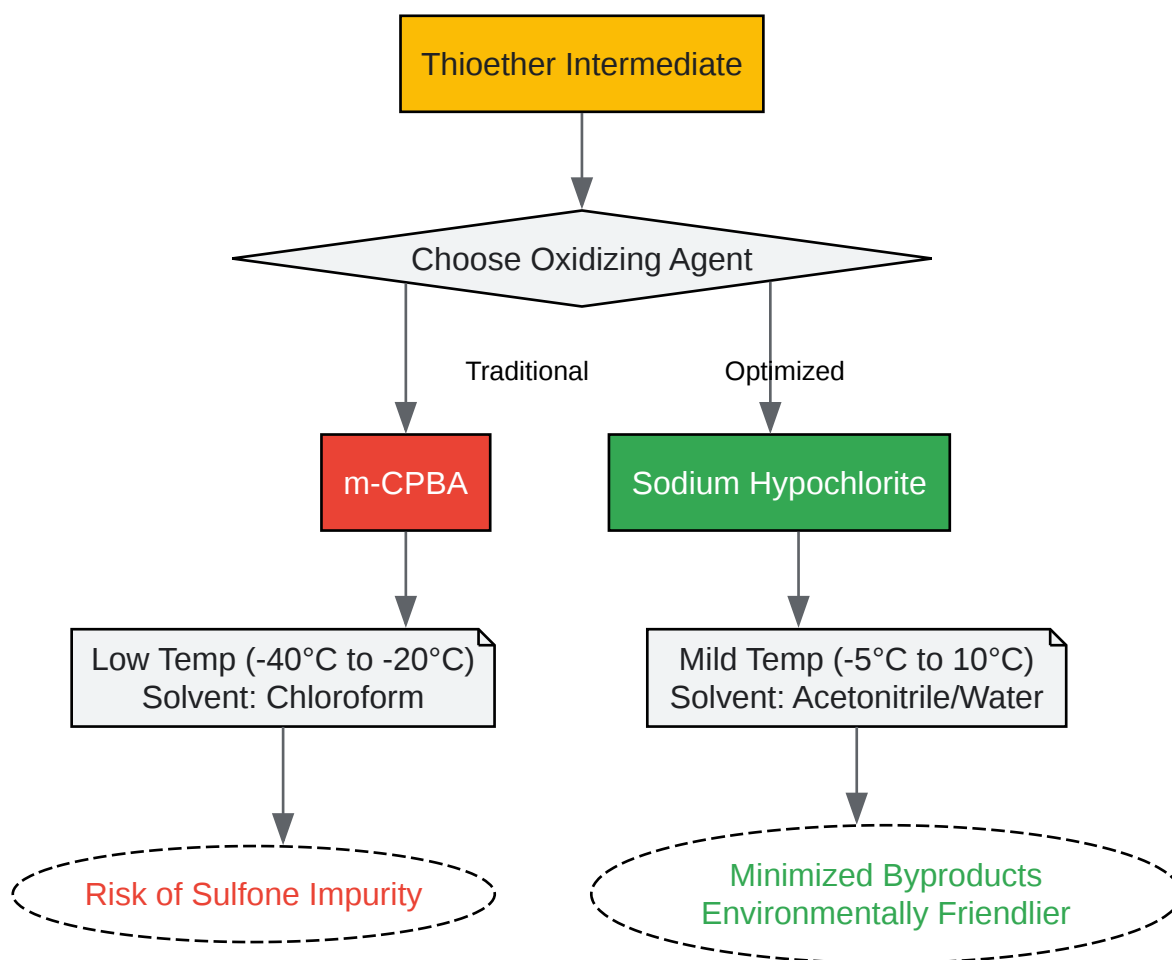 Thioether Intermediate
Choose Oxidizing Agent
Traditional
Optimized
m-CPBA
Sodium Hypochlorite
Low Temp (-40°C to -20°C)
Solvent: Chloroform
Mild Temp (-5°C to 10°C)
Solvent: Acetonitrile/Water
Risk of Sulfone Impurity
Minimized Byproducts
Environmentally Friendlier